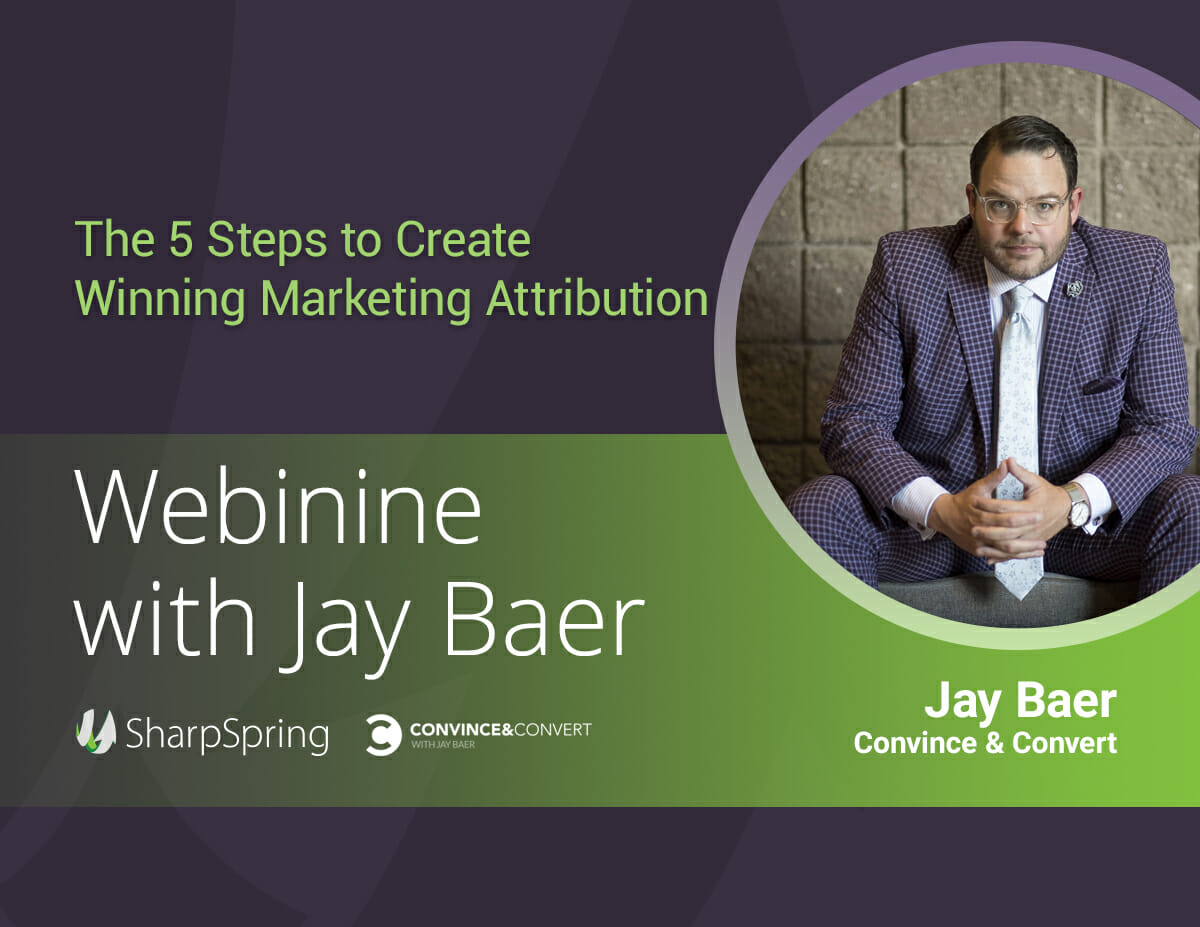 The 5 Steps to Create
Winning Marketing Attribution
Webinine
with Jay Baer
SharpSpring
CONVINCE&CONVERT
WITH JAY BAER
Jay Baer
Convince & Convert